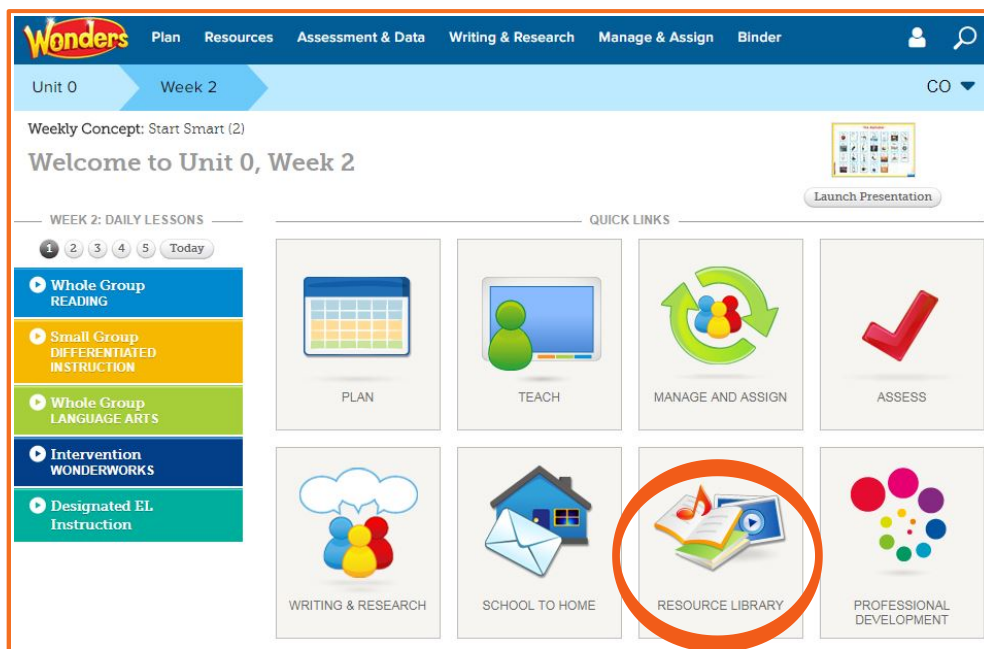 Wonders Plan Resources Assessment & Data Writing & Research Manage & Assign Binder
Unit 0 Week 2 CO
Weekly Concept: Start Smart (2)
Welcome to Unit 0, Week 2
Launch Presentation
WEEK 2: DAILY LESSONS
1 2 3 4 5 Today
Whole Group
READING
Small Group
DIFFERENTIATED
INSTRUCTION
Whole Group
LANGUAGE ARTS
Intervention
WONDERWORKS
Designated EL
Instruction
QUICK LINKS
PLAN
TEACH
MANAGE AND ASSIGN
ASSESS
WRITING & RESEARCH
SCHOOL TO HOME
RESOURCE LIBRARY
PROFESSIONAL
DEVELOPMENT